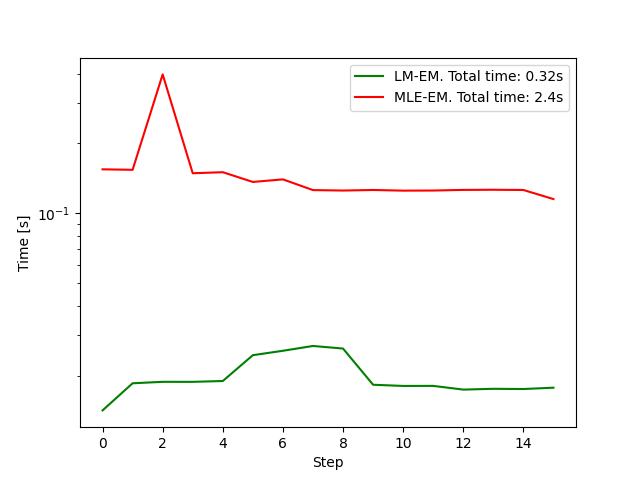 LM-EM. Total time: 0.32s
MLE-EM. Total time: 2.4s
Time [s]
10⁻¹
0 2 4 6 8 10 12 14
Step